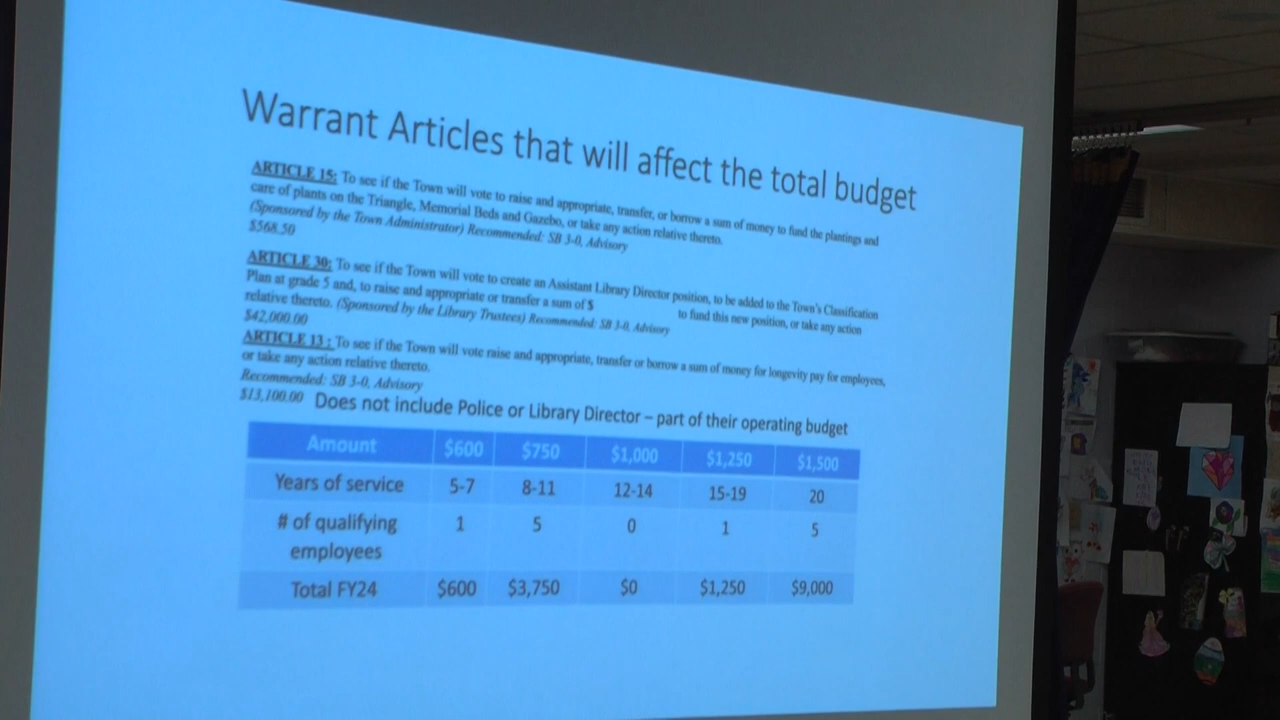 Warrant Articles that will affect the total budget
ARTICLE 15: To see if the Town will vote to raise and appropriate, transfer, or borrow a sum of money to fund the plantings and
care of plants on the Triangle, Memorial Beds and Gazebo, or take any action relative thereto.
(Sponsored by the Town Administrator) Recommended: SB 3-0, Advisory
$568.50
ARTICLE 30: To see if the Town will vote to create an Assistant Library Director position, to be added to the Town's Classification
Plan at grade 5 and, to raise and appropriate or transfer a sum of $ to fund this new position, or take any action
relative thereto. (Sponsored by the Library Trustees) Recommended: SB 3-0, Advisory
$42,000.00
ARTICLE 13 : To see if the Town will vote raise and appropriate, transfer or borrow a sum of money for longevity pay for employees,
or take any action relative thereto.
Recommended: SB 3-0, Advisory
$13,100.00 Does not include Police or Library Director – part of their operating budget
Amount $600 $750 $1,000 $1,250 $1,500
Years of service 5-7 8-11 12-14 15-19 20
# of qualifying employees 1 5 0 1 5
Total FY24 $600 $3,750 $0 $1,250 $9,000